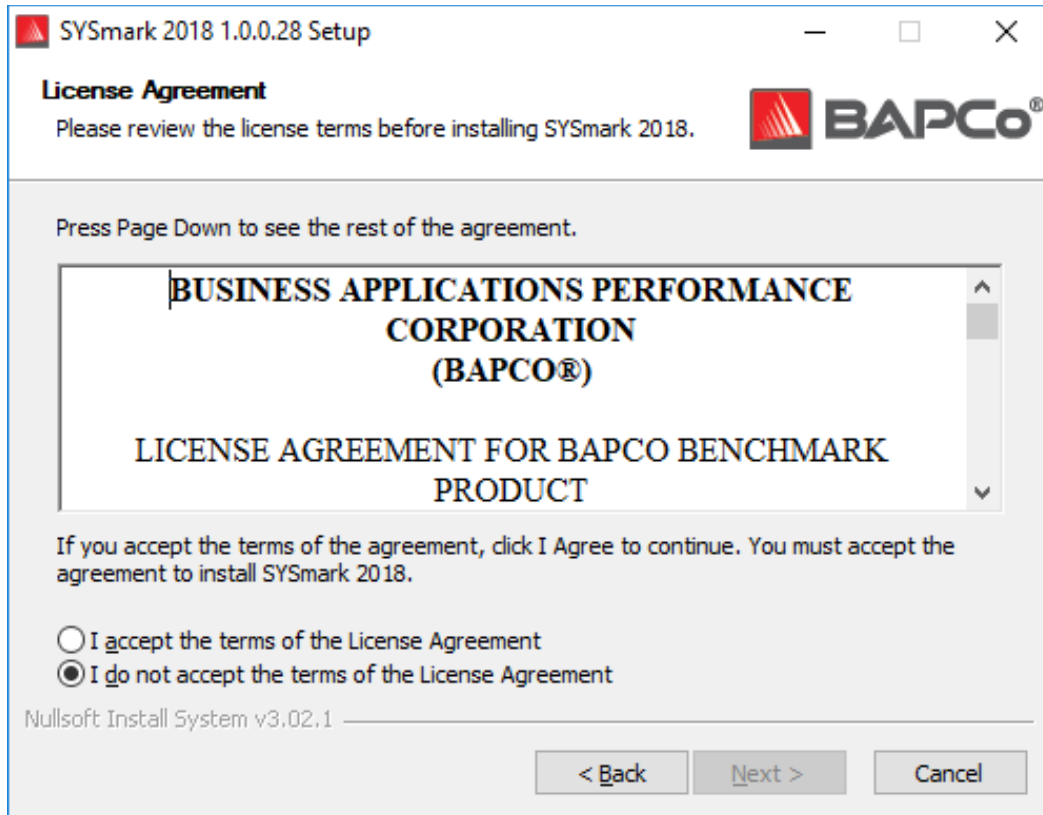 SYSmark 2018 1.0.0.28 Setup
License Agreement
Please review the license terms before installing SYSmark 2018.
BAPCo®
Press Page Down to see the rest of the agreement.
BUSINESS APPLICATIONS PERFORMANCE
CORPORATION
(BAPCO®)
LICENSE AGREEMENT FOR BAPCO BENCHMARK
PRODUCT
If you accept the terms of the agreement, click I Agree to continue. You must accept the
agreement to install SYSmark 2018.
I accept the terms of the License Agreement
I do not accept the terms of the License Agreement
Nullsoft Install System v3.02.1
< Back Next > Cancel